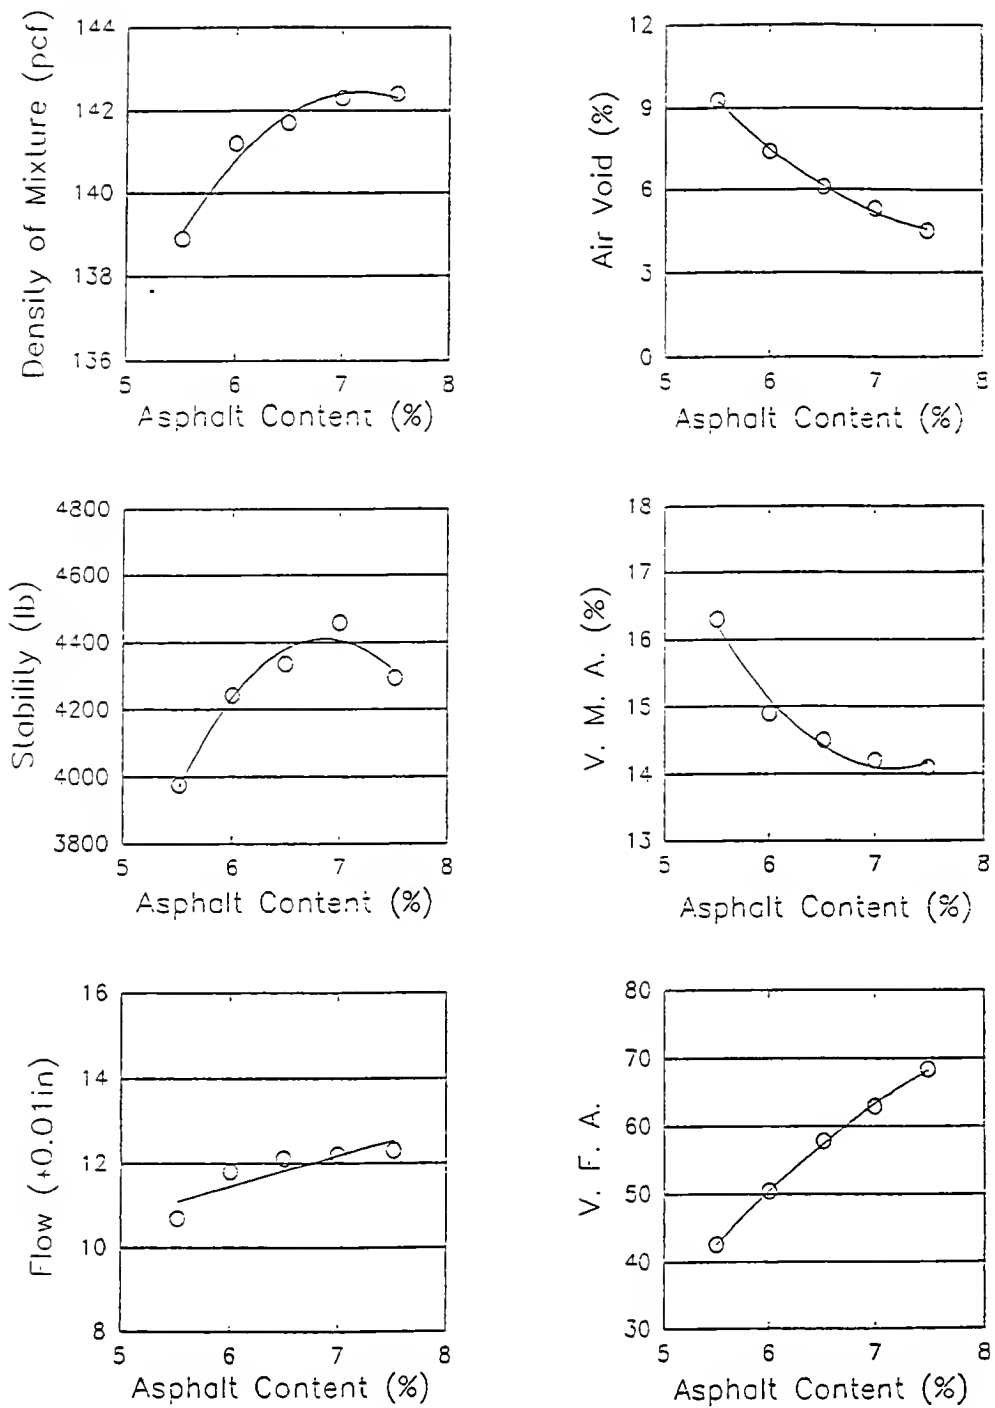 Density of Mixture (pcf)
144
142
140
138
136
5 6 7 8
Asphalt Content (%)
Air Void (%)
12
9
6
3
0
5 6 7 8
Asphalt Content (%)
Stability (lb)
4800
4600
4400
4200
4000
3800
5 6 7 8
Asphalt Content (%)
V. M. A. (%)
18
17
16
15
14
13
5 6 7 8
Asphalt Content (%)
Flow (+0.01in)
16
14
12
10
8
5 6 7 8
Asphalt Content (%)
V. F. A.
80
70
60
50
40
30
5 6 7 8
Asphalt Content (%)